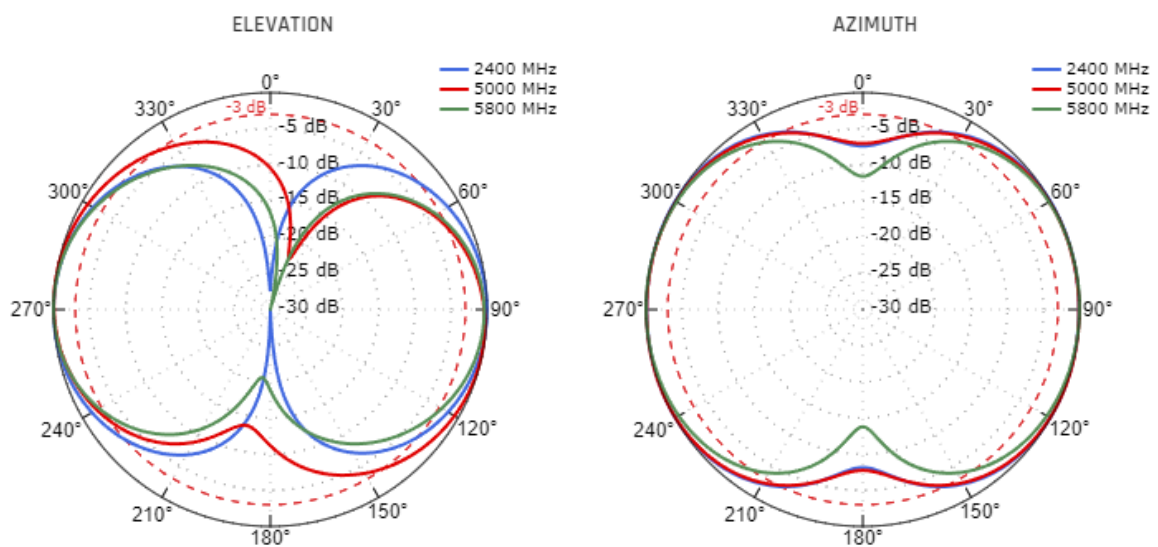 ELEVATION
2400 MHz
5000 MHz
5800 MHz
0°
30°
60°
90°
120°
150°
180°
210°
240°
270°
300°
330°
-3 dB
-5 dB
-10 dB
-15 dB
-20 dB
-25 dB
-30 dB
AZIMUTH
2400 MHz
5000 MHz
5800 MHz
0°
30°
60°
90°
120°
150°
180°
210°
240°
270°
300°
330°
-3 dB
-5 dB
-10 dB
-15 dB
-20 dB
-25 dB
-30 dB